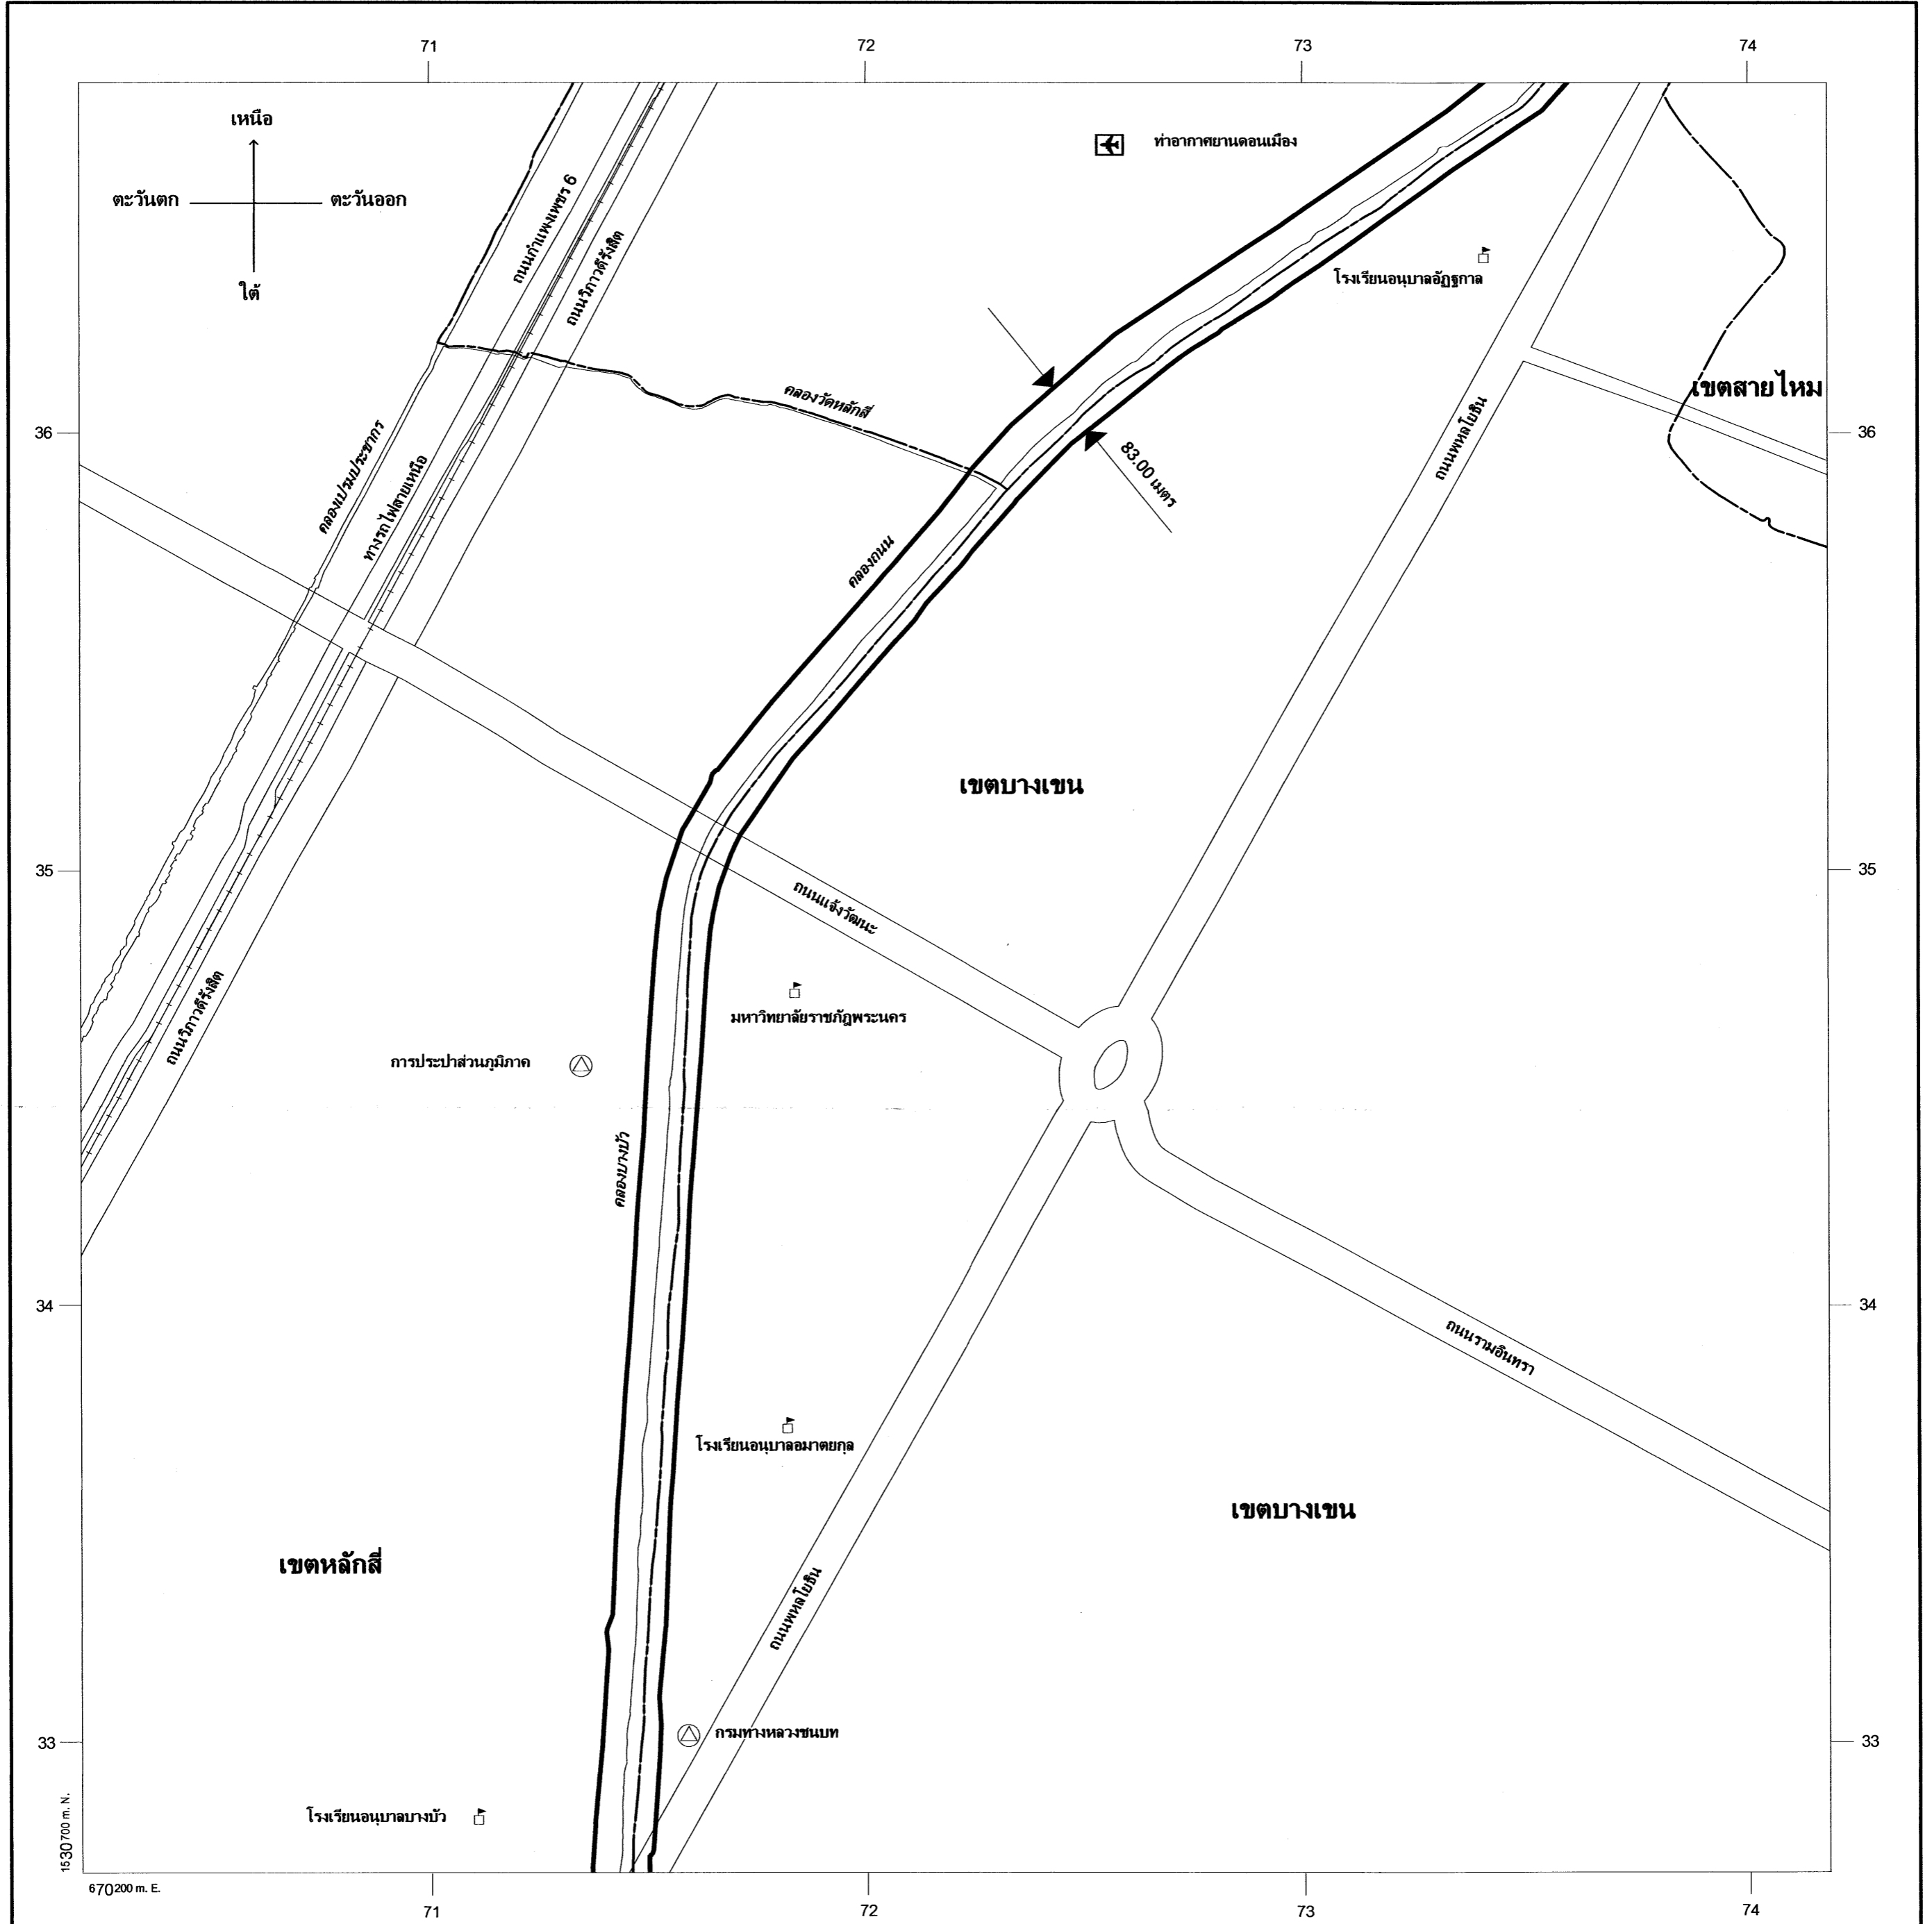 71
72
73
74
เหนือ
ตะวันตก
ตะวันออก
ใต้
ท่าอากาศยานดอนเมือง
ถนนกำแพงเพชร 6
ถนนวิภาวดีรังสิต
โรงเรียนอนุบาลอัฏฐกาล
คลองวัดหลักสี่
เขตสายไหม
36
36
คลองเปรมประชากร
ทางรถไฟสายเหนือ
83.00 เมตร
ถนนพหลโยธิน
คลองถนน
เขตบางเขน
35
35
ถนนแจ้งวัฒนะ
ถนนวิภาวดีรังสิต
มหาวิทยาลัยราชภัฏพระนคร
การประปาส่วนภูมิภาค
คลองบางบัว
34
34
ถนนรามอินทรา
โรงเรียนอนุบาลอมาตยกุล
เขตบางเขน
เขตหลักสี่
ถนนพหลโยธิน
33
กรมทางหลวงชนบท
33
โรงเรียนอนุบาลบางบัว
1530700 m. N.
670200 m. E.
71
72
73
74